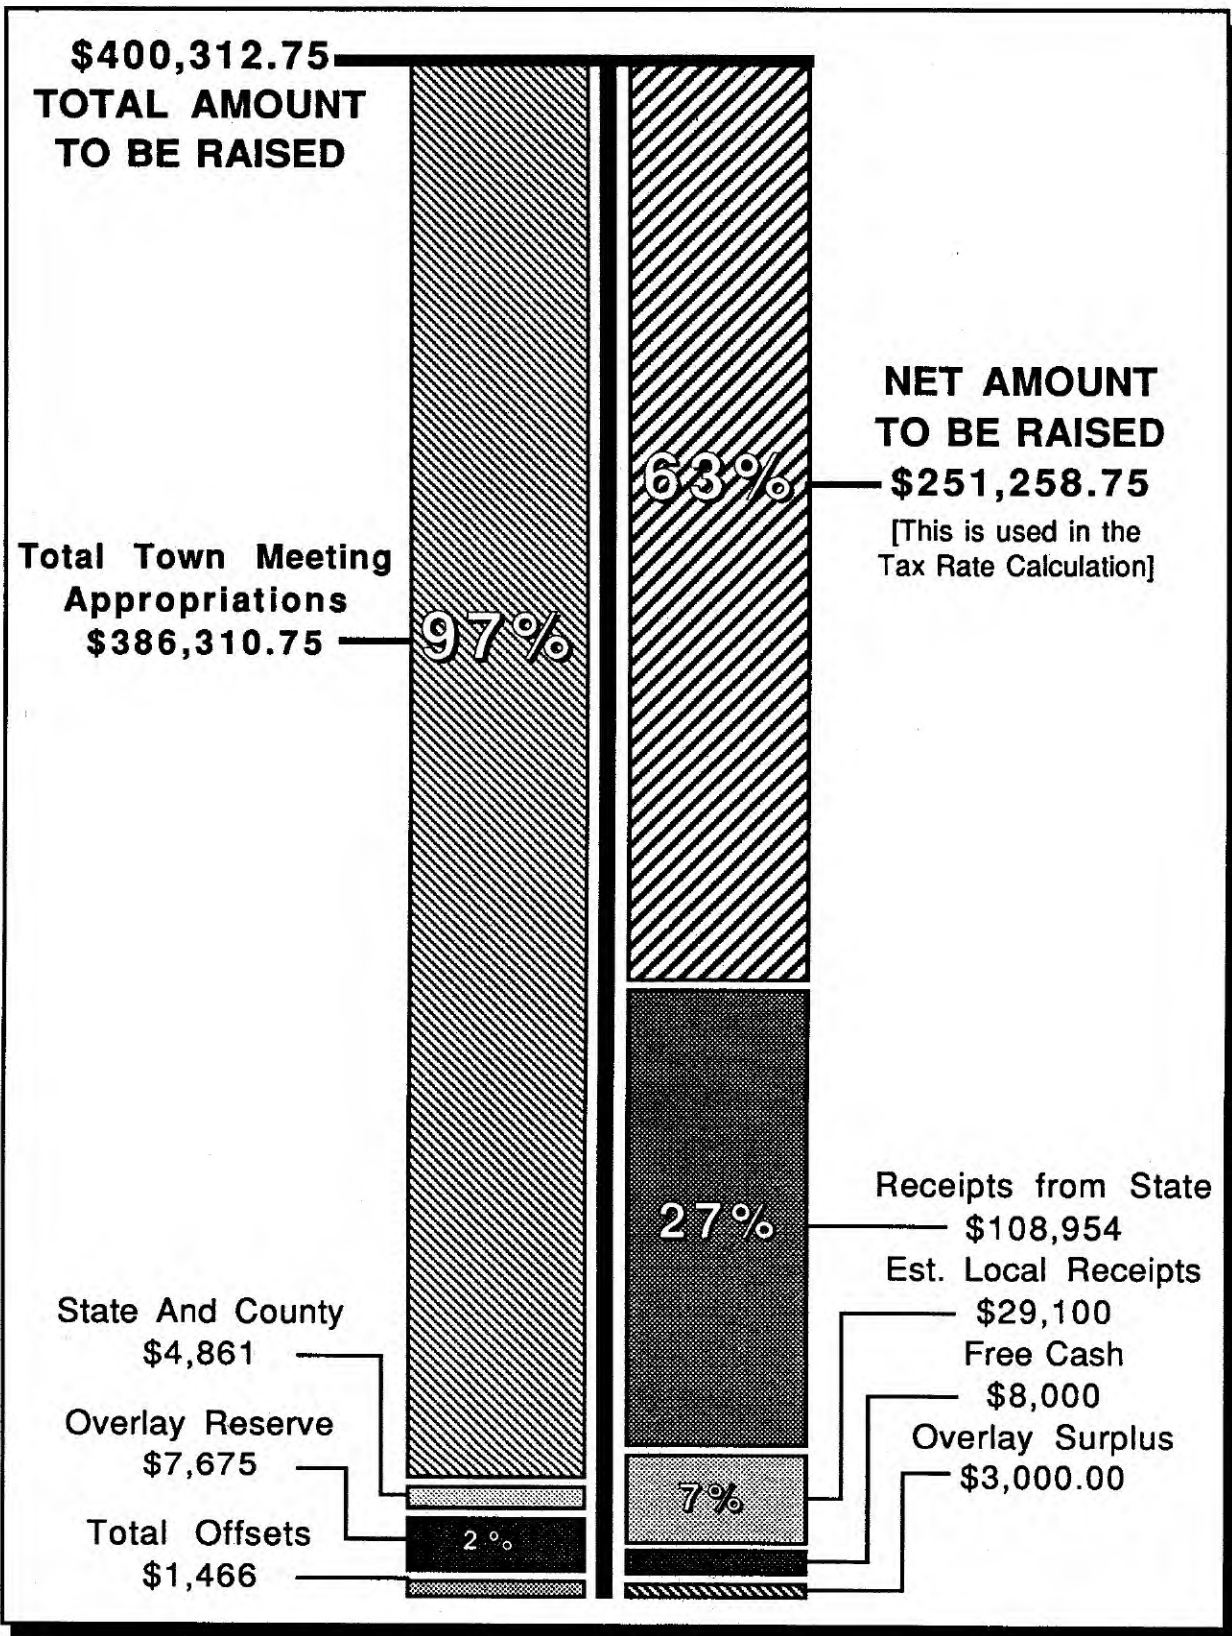 $400,312.75
TOTAL AMOUNT
TO BE RAISED
Total Town Meeting
Appropriations
$386,310.75
97%
State And County
$4,861
Overlay Reserve
$7,675
2%
Total Offsets
$1,466
NET AMOUNT
TO BE RAISED
63%
$251,258.75
[This is used in the
Tax Rate Calculation]
Receipts from State
27%
$108,954
Est. Local Receipts
$29,100
7%
Free Cash
$8,000
Overlay Surplus
$3,000.00